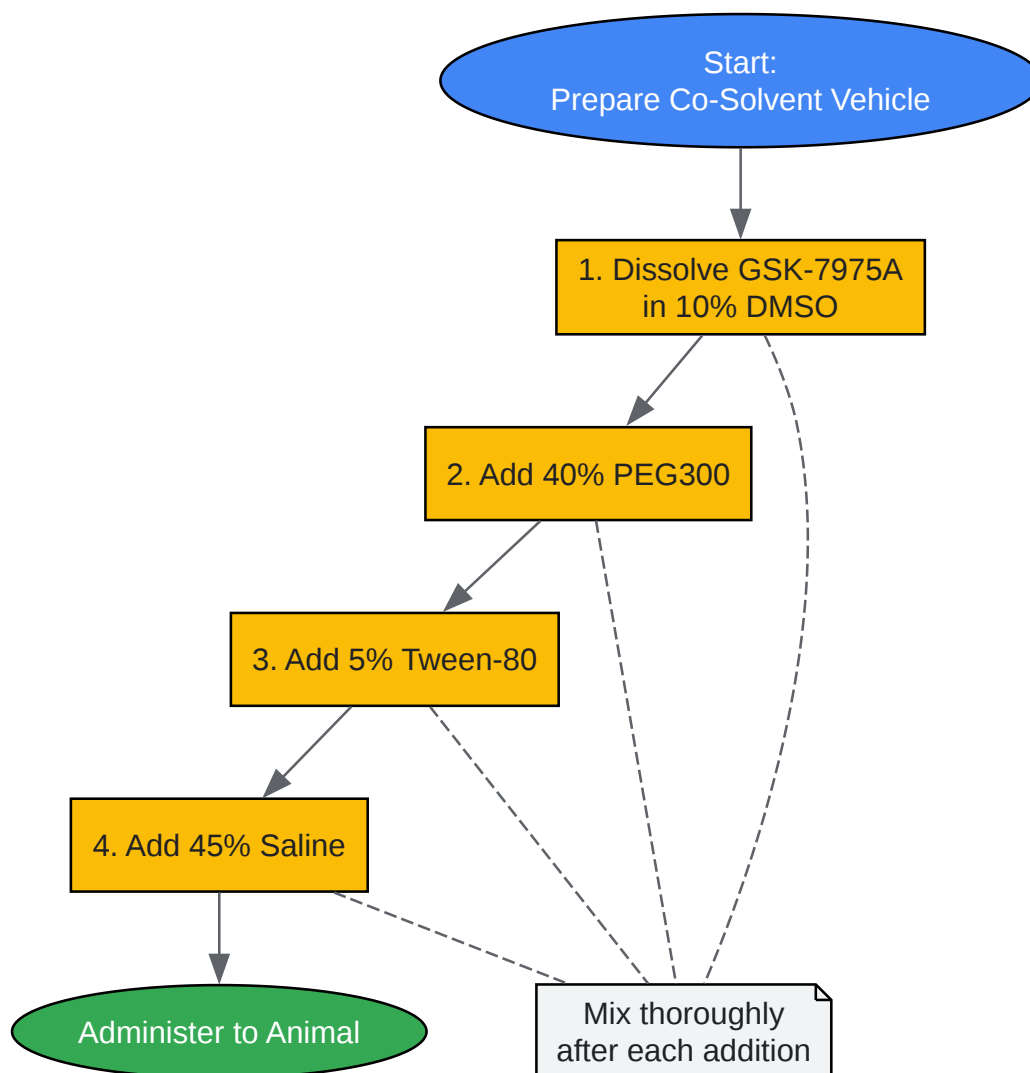 Start:
Prepare Co-Solvent Vehicle
1. Dissolve GSK-7975A
in 10% DMSO
2. Add 40% PEG300
3. Add 5% Tween-80
4. Add 45% Saline
Administer to Animal
Mix thoroughly
after each addition